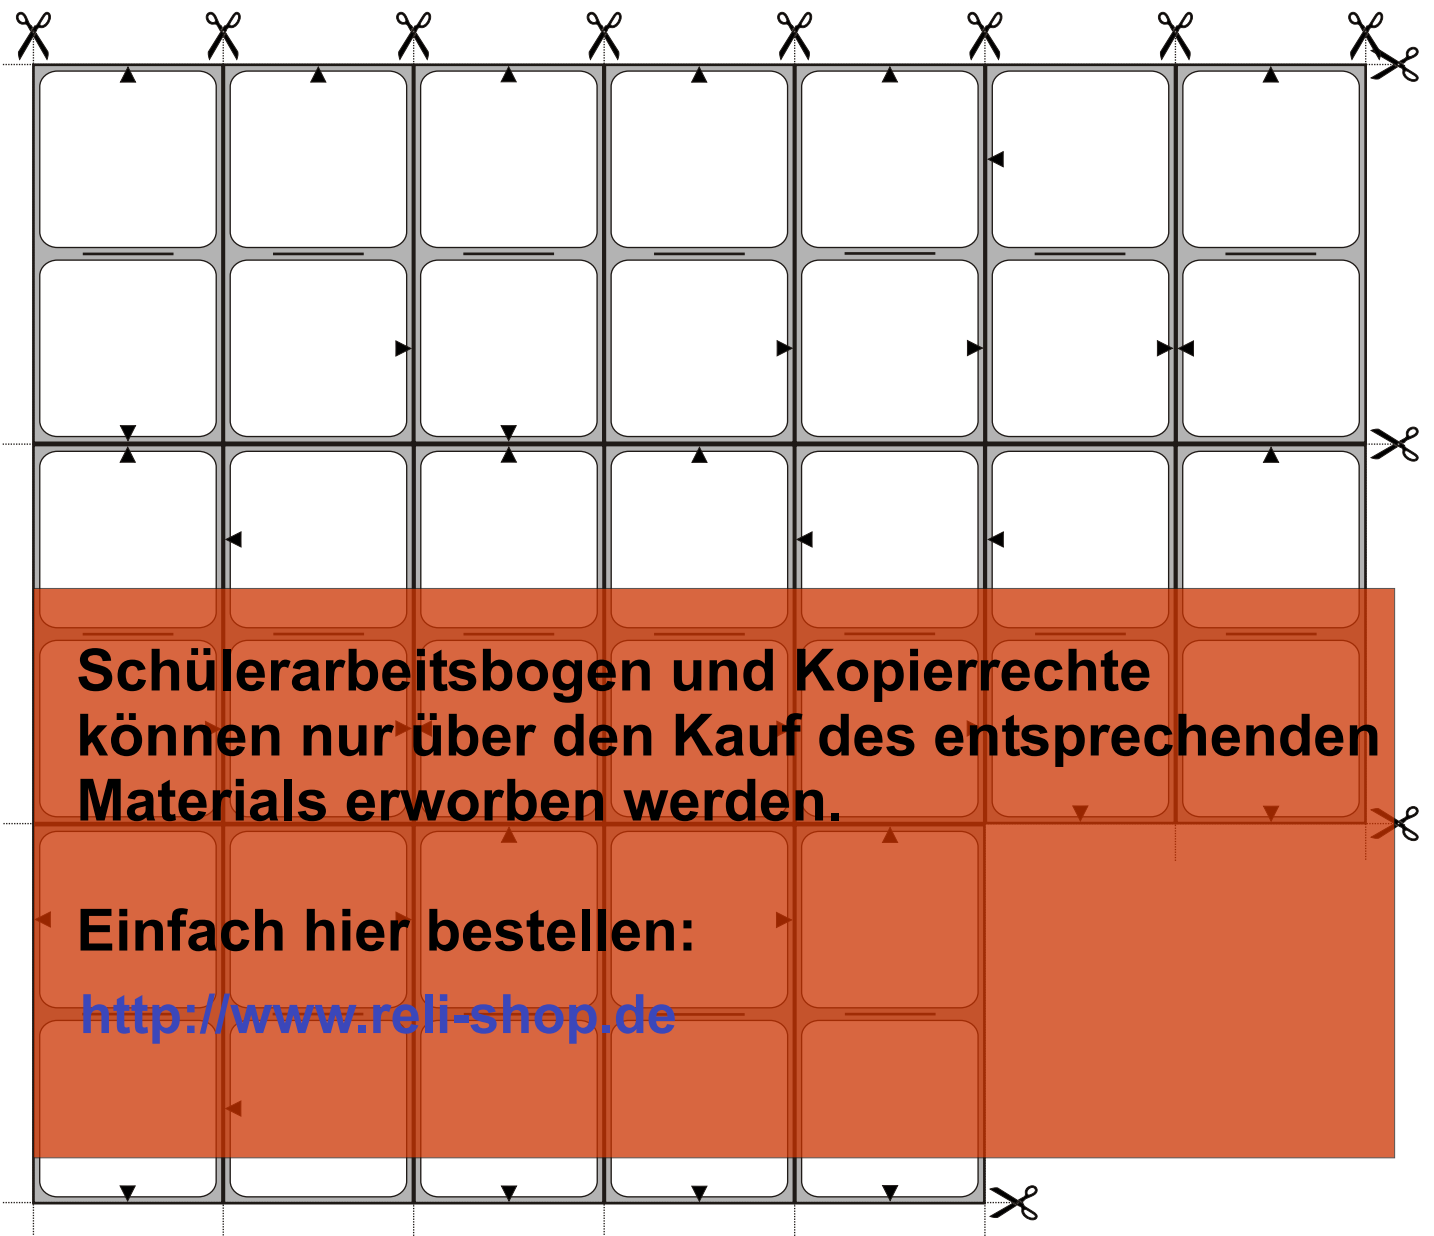 Schülerarbeitsbogen und Kopierrechte
können nur über den Kauf des entsprechenden
Materials erworben werden.
Einfach hier bestellen:
http://www.reli-shop.de